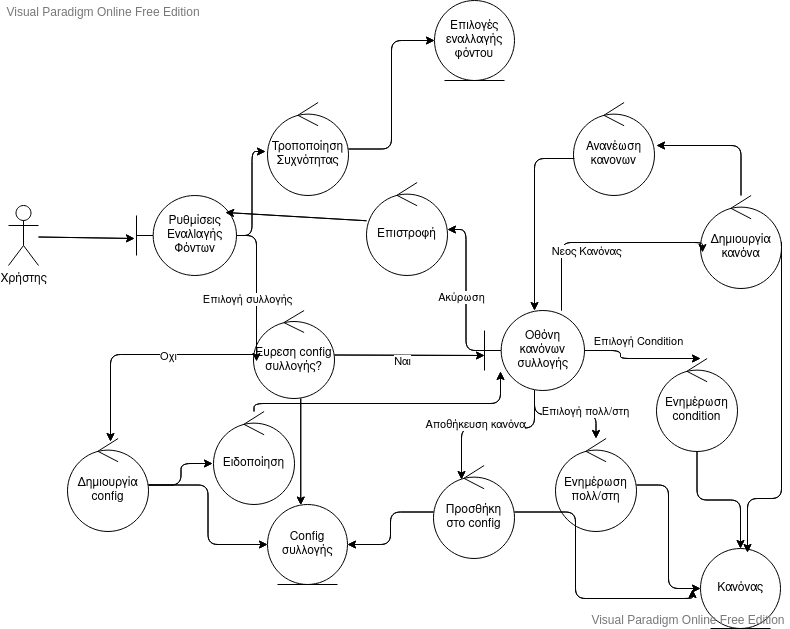 Visual Paradigm Online Free Edition
Επιλογές
εναλλαγής
φόντου
Τροποποίηση
Συχνότητας
Ανανέωση
κανονων
Ρυθμίσεις
Εναλλαγής
Φόντων
Επιστροφή
Δημιουργία
κανόνα
Νεος Κανόνας
Χρήστης
Επιλογή συλλογής
Ακύρωση
Οθόνη
κανόνων
συλλογής
Επιλογή Condition
Ευρεση config
συλλογής?
Οχι
Ναι
Ενημέρωση
condition
Επιλογή πολλ/στη
Αποθήκευση κανόνα
Ειδοποίηση
Δημιουργία
config
Ενημέρωση
πολλ/στη
Προσθήκη
στο config
Config
συλλογής
Κανόνας
Visual Paradigm Online Free Edition